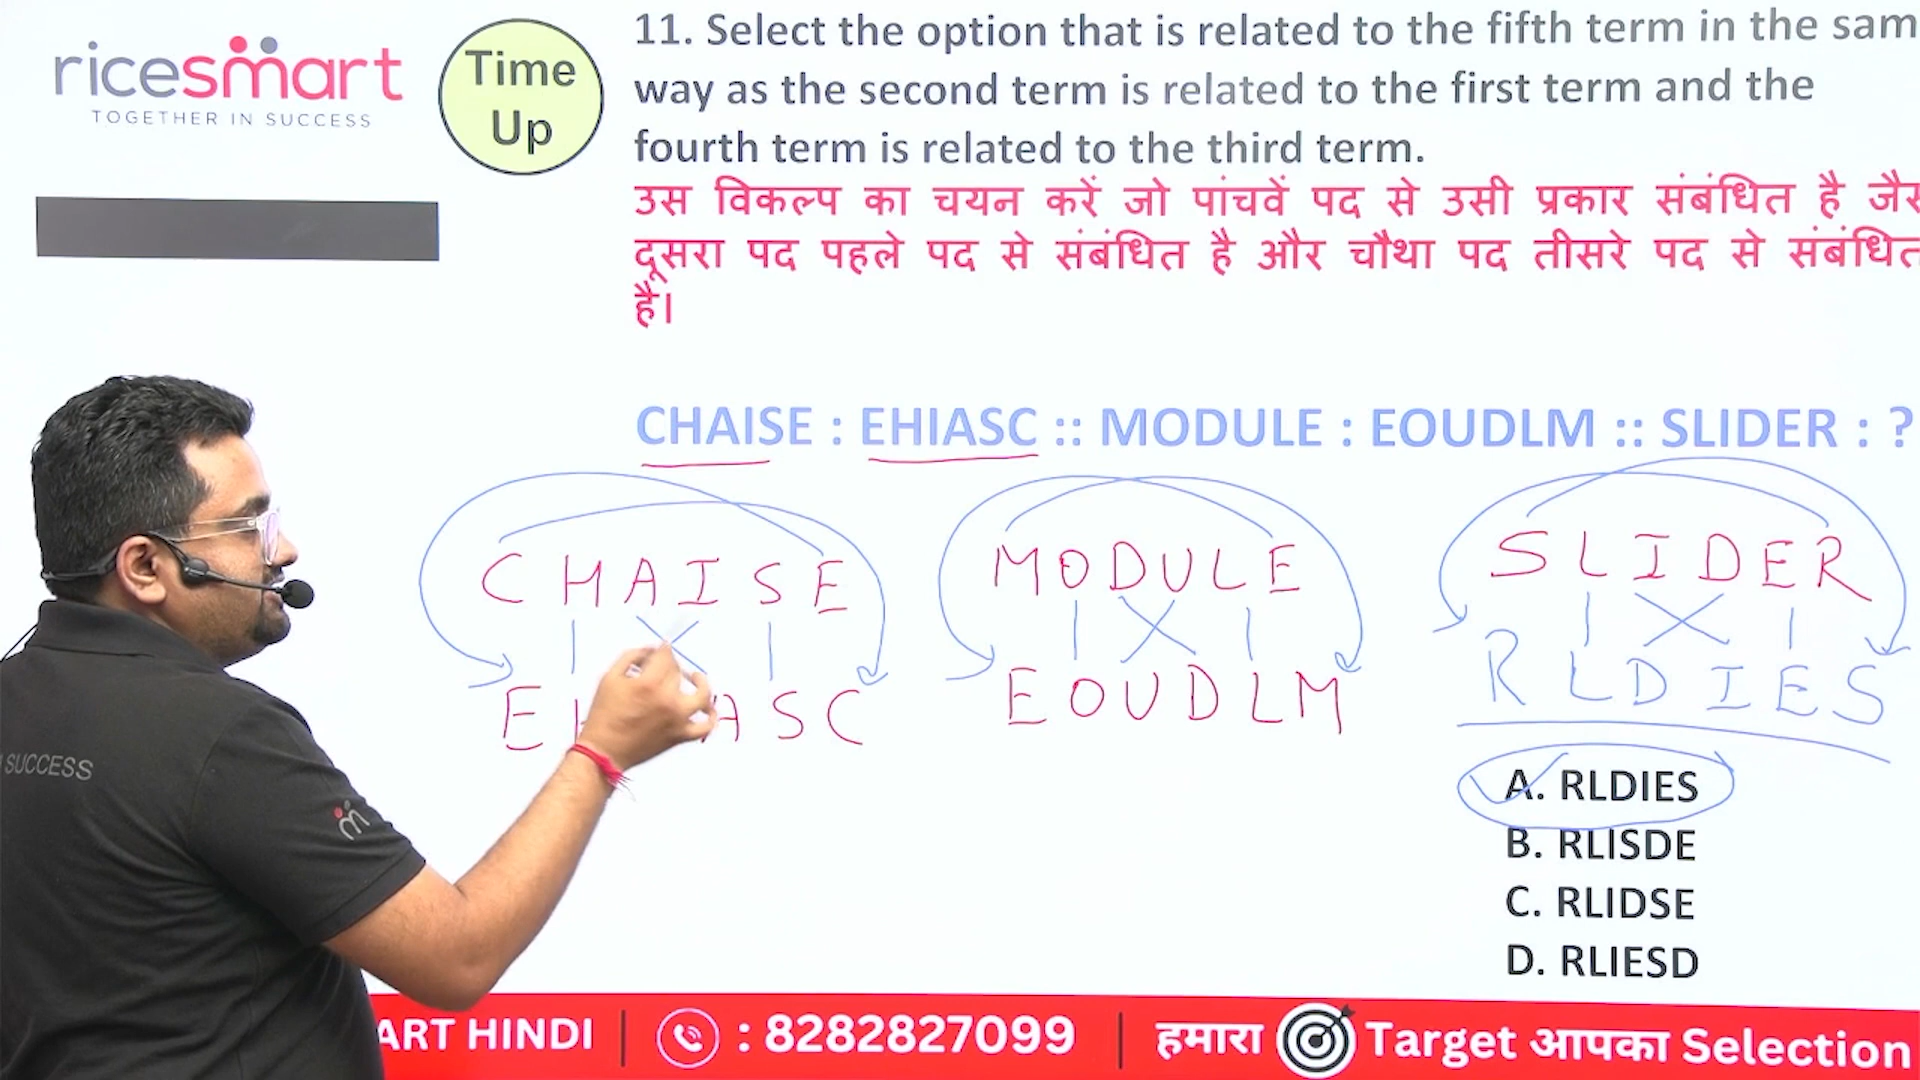 ricesmart
TOGETHER IN SUCCESS
Time
Up
11. Select the option that is related to the fifth term in the sam
way as the second term is related to the first term and the
fourth term is related to the third term.
उस विकल्प का चयन करें जो पांचवें पद से उसी प्रकार संबंधित है जैस
दूसरा पद पहले पद से संबंधित है और चौथा पद तीसरे पद से संबंधित
है।
CHAISE : EHIASC :: MODULE : EOUDLM :: SLIDER : ?
CHAISE MODULE SLIDER
ASC EOUDLM RLDIES
A. RLDIES
B. RLISDE
C. RLIDSE
D. RLIESD
SUCCESS
ART HINDI | : 8282827099 | हमारा Target आपका Selection